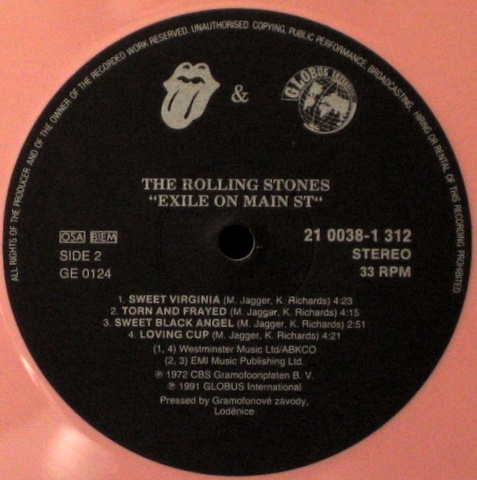 ALL RIGHTS OF THE PRODUCER AND OF THE OWNER OF THE RECORDED WORK RESERVED. UNAUTHORISED COPYING, PUBLIC PERFORMANCE, BROADCASTING, HIRING OR RENTAL OF THIS RECORDING PROHIBITED
&
GLOBUS
THE ROLLING STONES
"EXILE ON MAIN ST"
OSA BIEM
SIDE 2
GE 0124
21 0038-1 312
STEREO
33 RPM
1. SWEET VIRGINIA (M. Jagger, K. Richards) 4:23
2. TORN AND FRAYED (M. Jaggar, K. Richards) 4:15
3. SWEET BLACK ANGEL (M. Jagger, K. Richards) 2:51
4. LOVING CUP (M. Jagger, K. Richards) 4:21
(1, 4) Westminster Music Ltd/ABKCO
(2, 3) EMI Music Publishing Ltd.
℗ 1972 CBS Gramofoonplaten B. V.
℗ 1991 GLOBUS International
Pressed by Gramofonové závody,
Loděnice